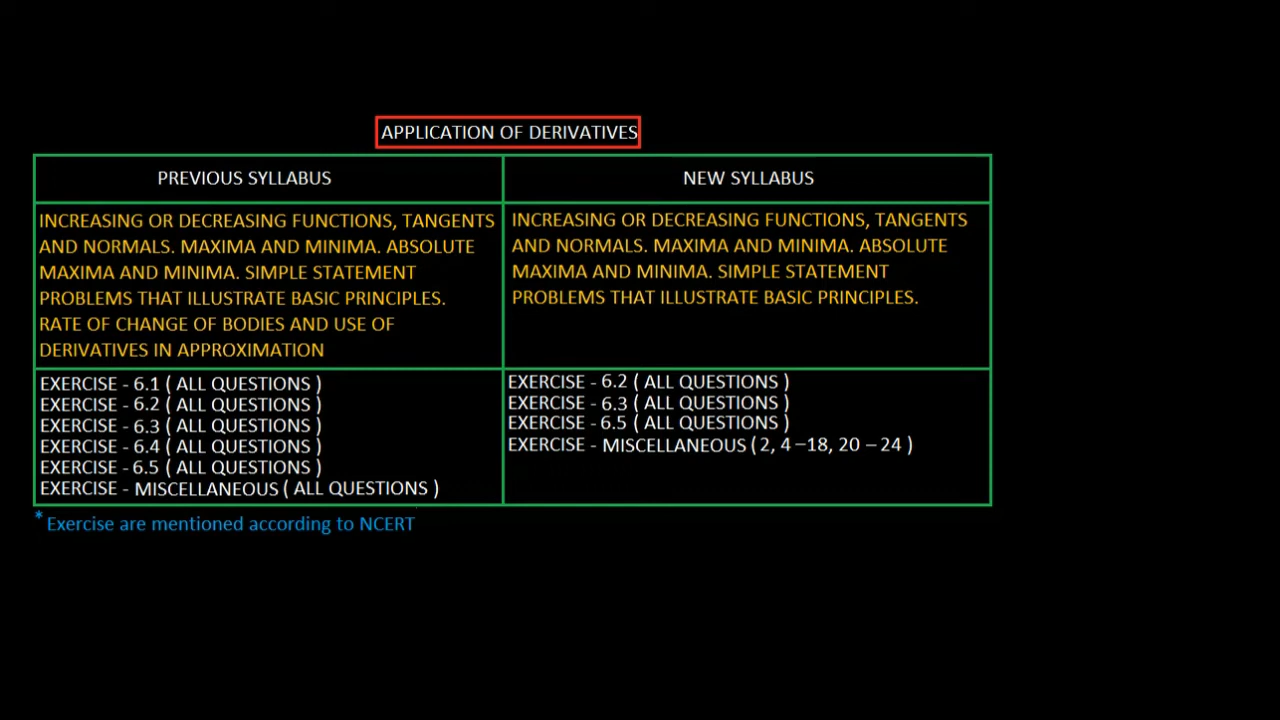 APPLICATION OF DERIVATIVES
PREVIOUS SYLLABUS
NEW SYLLABUS
INCREASING OR DECREASING FUNCTIONS, TANGENTS
AND NORMALS. MAXIMA AND MINIMA. ABSOLUTE
MAXIMA AND MINIMA. SIMPLE STATEMENT
PROBLEMS THAT ILLUSTRATE BASIC PRINCIPLES.
RATE OF CHANGE OF BODIES AND USE OF
DERIVATIVES IN APPROXIMATION
INCREASING OR DECREASING FUNCTIONS, TANGENTS
AND NORMALS. MAXIMA AND MINIMA. ABSOLUTE
MAXIMA AND MINIMA. SIMPLE STATEMENT
PROBLEMS THAT ILLUSTRATE BASIC PRINCIPLES.
EXERCISE - 6.1 ( ALL QUESTIONS )
EXERCISE - 6.2 ( ALL QUESTIONS )
EXERCISE - 6.3 ( ALL QUESTIONS )
EXERCISE - 6.4 ( ALL QUESTIONS )
EXERCISE - 6.5 ( ALL QUESTIONS )
EXERCISE - MISCELLANEOUS ( ALL QUESTIONS )
EXERCISE - 6.2 ( ALL QUESTIONS )
EXERCISE - 6.3 ( ALL QUESTIONS )
EXERCISE - 6.5 ( ALL QUESTIONS )
EXERCISE - MISCELLANEOUS ( 2, 4 –18, 20 – 24 )
* Exercise are mentioned according to NCERT